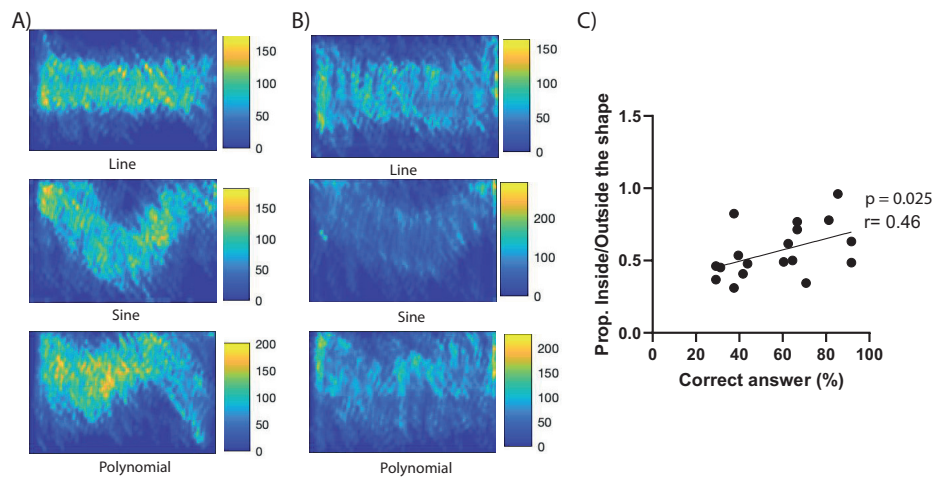 A)
150
100
50
0
Line
150
100
50
0
Sine
200
150
100
50
0
Polynomial
B)
150
100
50
0
Line
200
100
0
Sine
200
150
100
50
0
Polynomial
C)
Prop. Inside/Outside the shape
1.5
1.0
0.5
0.0
p = 0.025
r= 0.46
0 20 40 60 80 100
Correct answer (%)